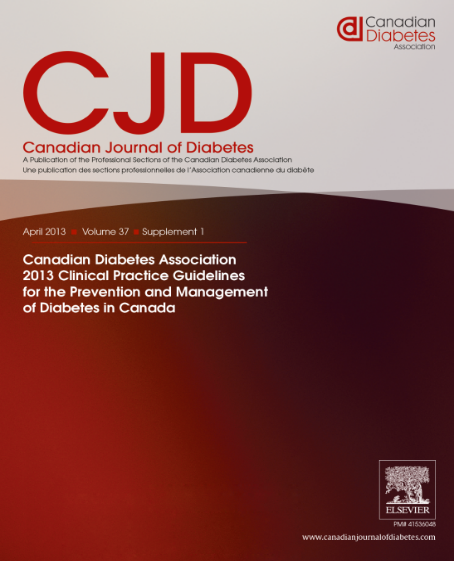 Canadian
Diabetes
Association
CJD
Canadian Journal of Diabetes
A Publication of the Professional Sections of the Canadian Diabetes Association
Une publication des sections professionnelles de l'Association canadienne du diabète
April 2013 ■ Volume 37 ■ Supplement 1
Canadian Diabetes Association
2013 Clinical Practice Guidelines
for the Prevention and Management
of Diabetes in Canada
ELSEVIER
PM# 41536048
www.canadianjournalofdiabetes.com